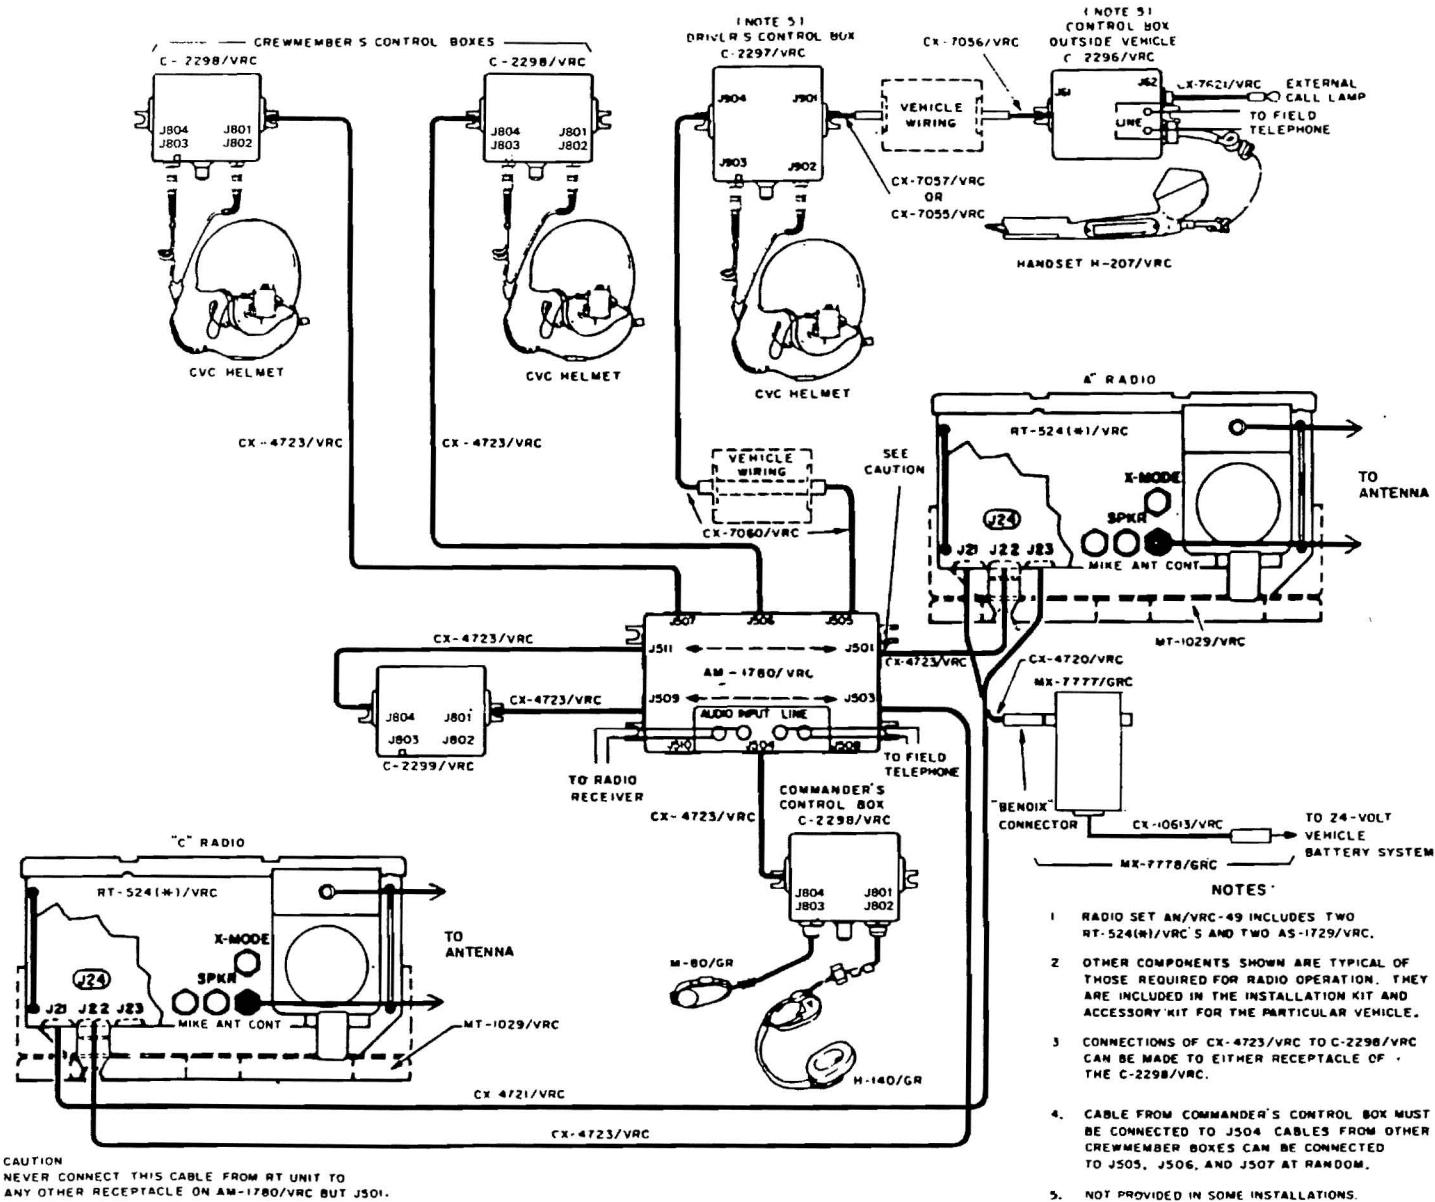 CREWMEMBER'S CONTROL BOXES
C-2298/VRC
C-2298/VRC
(NOTE 5)
DRIVER'S CONTROL BOX
C-2297/VRC
(NOTE 5)
CONTROL BOX
OUTSIDE VEHICLE
C 2296/VRC
CX-7056/VRC
J804 J801
J803 J802
J804 J801
J803 J802
J904 J901
J903 J902
VEHICLE
WIRING
J61 J62
LINE
CX-7621/VRC
EXTERNAL
CALL LAMP
TO FIELD
TELEPHONE
CX-7057/VRC
OR
CX-7055/VRC
HANDSET H-207/VRC
CVC HELMET
CVC HELMET
CVC HELMET
CX-4723/VRC
CX-4723/VRC
VEHICLE
WIRING
CX-7060/VRC
SEE
CAUTION
A" RADIO
RT-524(*)/VRC
X-MODE
SPKR
J24
J21 J22 J23
MIKE ANT CONT
TO
ANTENNA
MT-1029/VRC
J507 J506 J505
J511 J501
AM-1780/VRC
J509 J503
AUDIO INPUT LINE
J510 J504 J508
CX-4723/VRC
CX-4723/VRC
CX-4723/VRC
J804 J801
J803 J802
C-2299/VRC
TO RADIO
RECEIVER
TO FIELD
TELEPHONE
CX-4720/VRC
MX-7777/GRC
"BENDIX"
CONNECTOR
CX-10613/VRC
TO 24-VOLT
VEHICLE
BATTERY SYSTEM
MX-7778/GRC
CX-4723/VRC
COMMANDER'S
CONTROL BOX
C-2298/VRC
J804 J801
J803 J802
M-80/GR
H-140/GR
"C" RADIO
RT-524(*)/VRC
X-MODE
SPKR
J24
J21 J22 J23
MIKE ANT CONT
TO
ANTENNA
MT-1029/VRC
CX 4721/VRC
CX-4723/VRC
NOTES
1 RADIO SET AN/VRC-49 INCLUDES TWO
RT-524(*)/VRC'S AND TWO AS-1729/VRC.
2 OTHER COMPONENTS SHOWN ARE TYPICAL OF
THOSE REQUIRED FOR RADIO OPERATION. THEY
ARE INCLUDED IN THE INSTALLATION KIT AND
ACCESSORY KIT FOR THE PARTICULAR VEHICLE.
3 CONNECTIONS OF CX-4723/VRC TO C-2298/VRC
CAN BE MADE TO EITHER RECEPTACLE OF
THE C-2298/VRC.
4. CABLE FROM COMMANDER'S CONTROL BOX MUST
BE CONNECTED TO J504 CABLES FROM OTHER
CREWMEMBER BOXES CAN BE CONNECTED
TO J505, J506, AND J507 AT RANDOM.
5. NOT PROVIDED IN SOME INSTALLATIONS.
CAUTION
NEVER CONNECT THIS CABLE FROM RT UNIT TO
ANY OTHER RECEPTACLE ON AM-1780/VRC BUT J501.